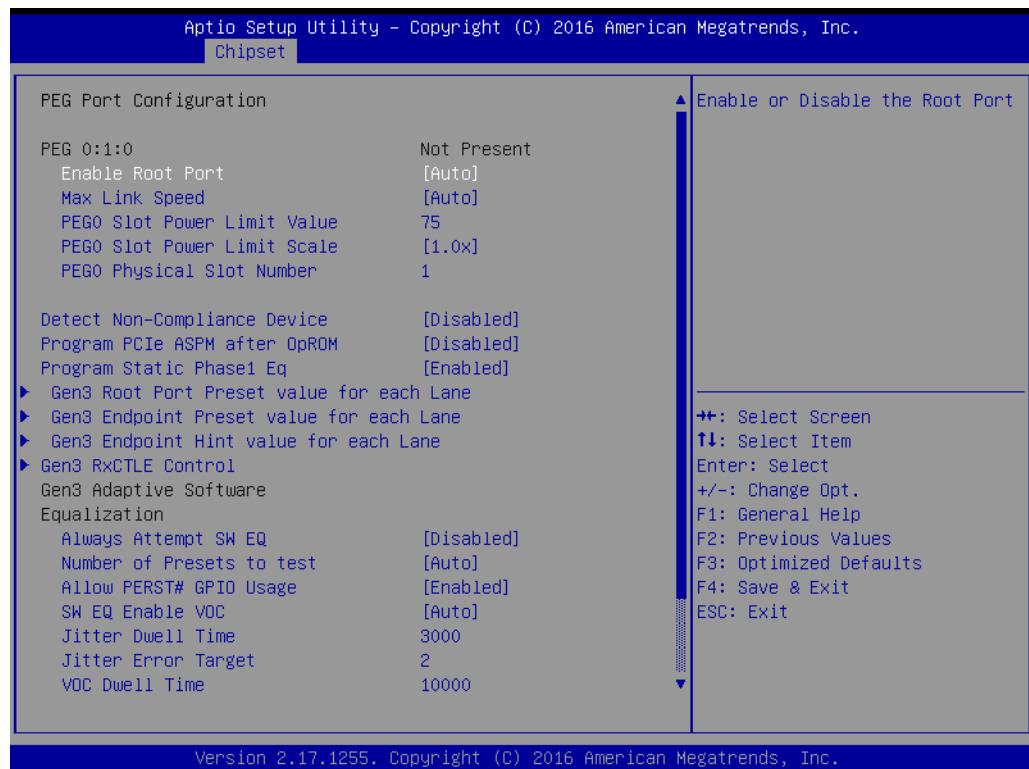 Aptio Setup Utility – Copyright (C) 2016 American Megatrends, Inc.
Chipset
PEG Port Configuration
PEG 0:1:0 Not Present
Enable Root Port [Auto]
Max Link Speed [Auto]
PEG0 Slot Power Limit Value 75
PEG0 Slot Power Limit Scale [1.0x]
PEG0 Physical Slot Number 1
Detect Non-Compliance Device [Disabled]
Program PCIe ASPM after OpROM [Disabled]
Program Static Phase1 Eq [Enabled]
Gen3 Root Port Preset value for each Lane
Gen3 Endpoint Preset value for each Lane
Gen3 Endpoint Hint value for each Lane
Gen3 RxCTLE Control
Gen3 Adaptive Software
Equalization
Always Attempt SW EQ [Disabled]
Number of Presets to test [Auto]
Allow PERST# GPIO Usage [Enabled]
SW EQ Enable VOC [Auto]
Jitter Dwell Time 3000
Jitter Error Target 2
VOC Dwell Time 10000
Enable or Disable the Root Port
→←: Select Screen
↑↓: Select Item
Enter: Select
+/-: Change Opt.
F1: General Help
F2: Previous Values
F3: Optimized Defaults
F4: Save & Exit
ESC: Exit
Version 2.17.1255. Copyright (C) 2016 American Megatrends, Inc.